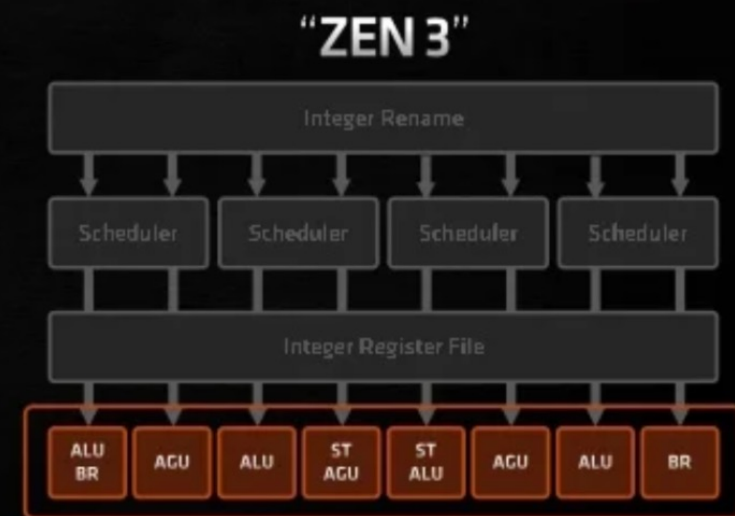 “ZEN 3”
Integer Rename
Scheduler Scheduler Scheduler Scheduler
Integer Register File
ALU BR
AGU
ALU
ST AGU
ST ALU
AGU
ALU
BR